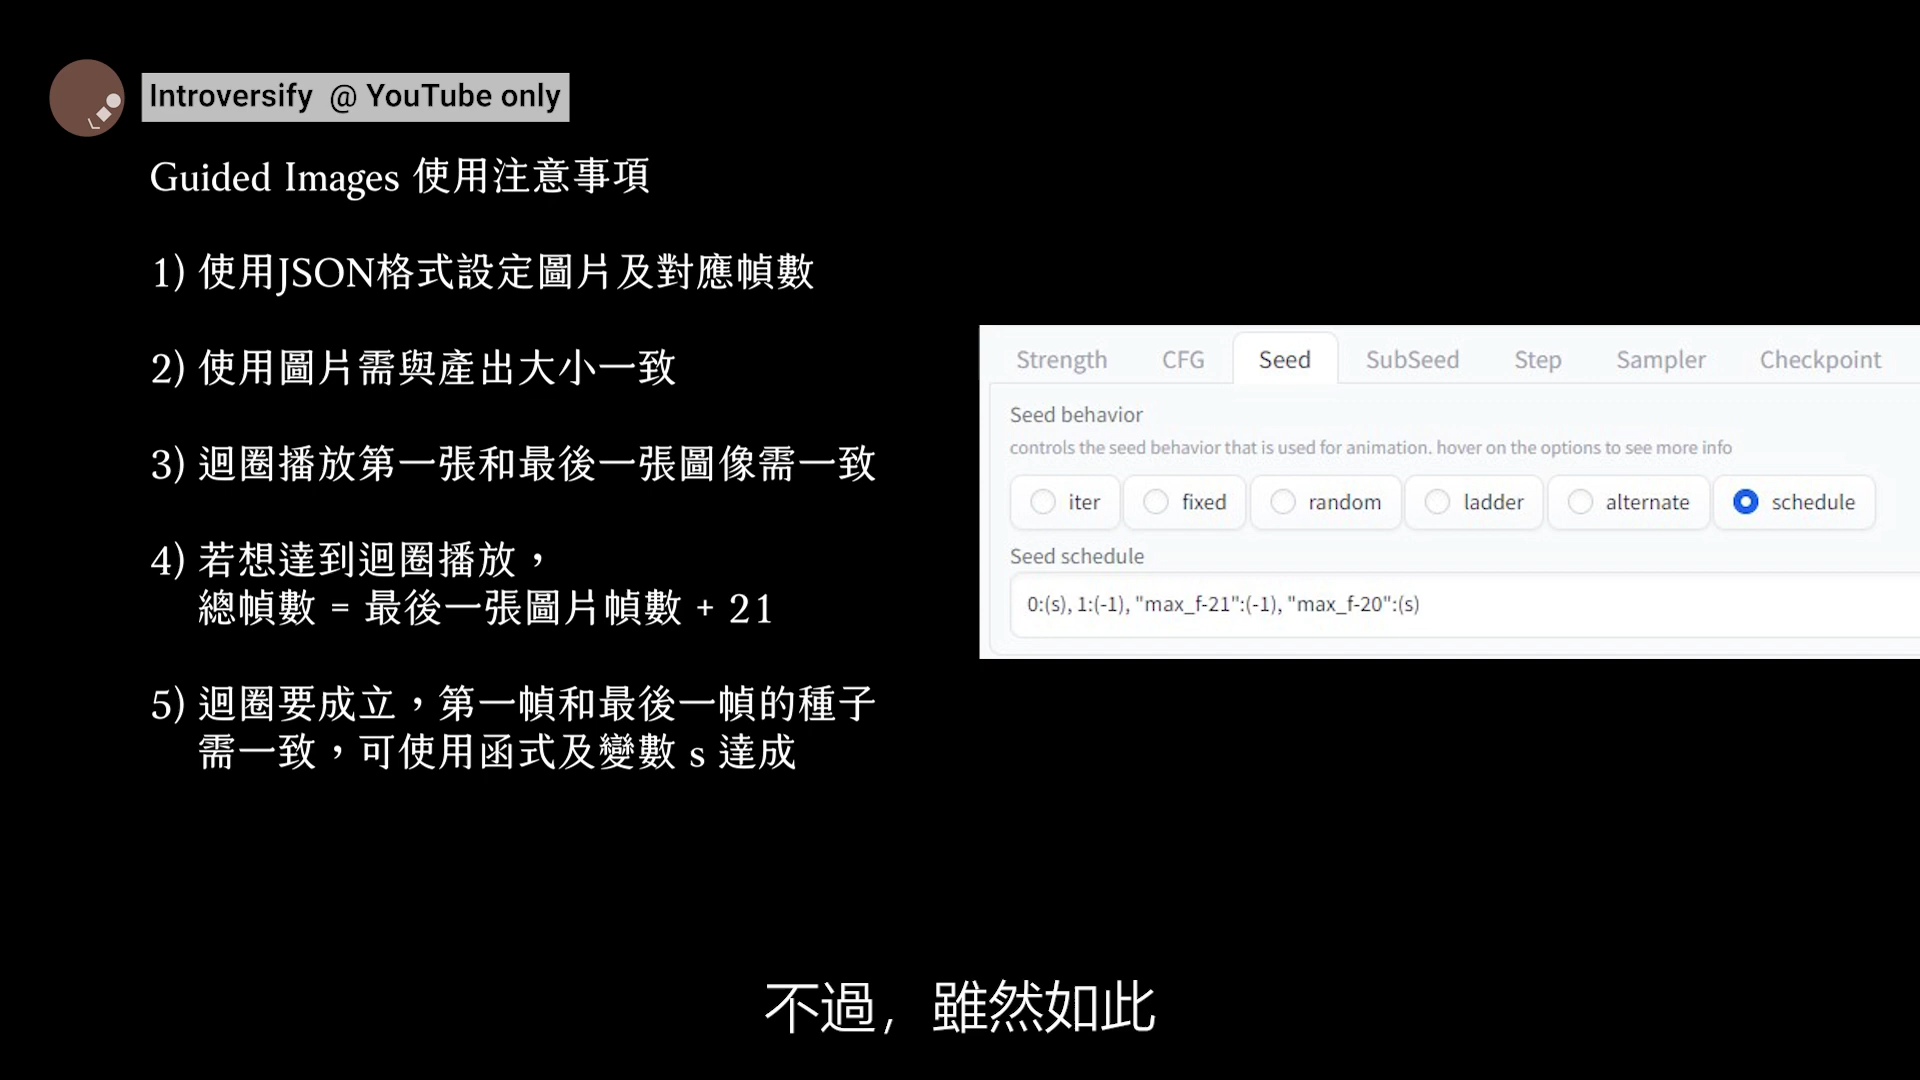 Introversify @ YouTube only
Guided Images 使用注意事項
1) 使用JSON格式設定圖片及對應幀數
2) 使用圖片需與產出大小一致
3) 迴圈播放第一張和最後一張圖像需一致
4) 若想達到迴圈播放，
總幀數 = 最後一張圖片幀數 + 21
5) 迴圈要成立，第一幀和最後一幀的種子
需一致，可使用函式及變數 s 達成
Strength CFG Seed SubSeed Step Sampler Checkpoint
Seed behavior
controls the seed behavior that is used for animation. hover on the options to see more info
iter fixed random ladder alternate schedule
Seed schedule
0:(s), 1:(-1), "max_f-21":(-1), "max_f-20":(s)
不過，雖然如此